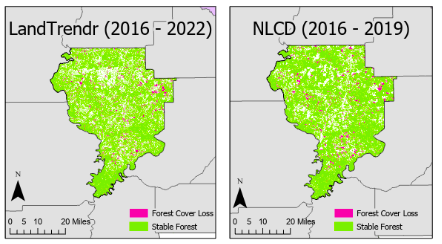 LandTrendr (2016 - 2022)
N
0 5 10 20 Miles
Forest Cover Loss
Stable Forest
NLCD (2016 - 2019)
N
0 5 10 20 Miles
Forest Cover Loss
Stable Forest